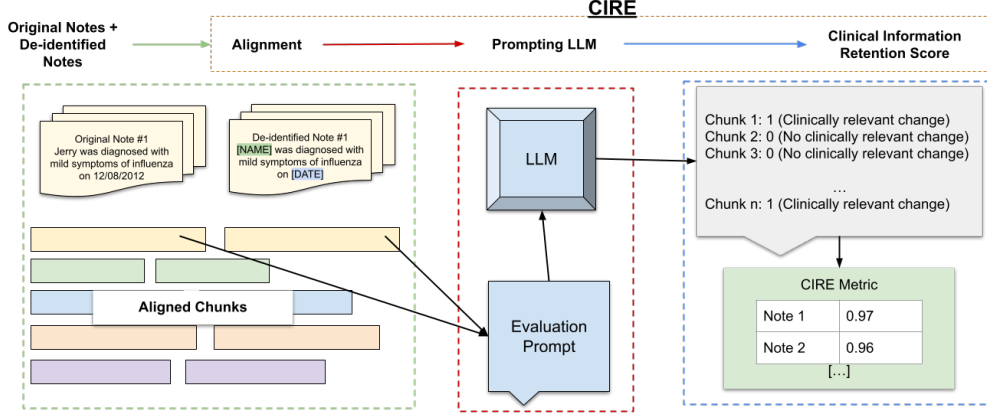 CIRE
Original Notes +
De-identified
Notes
Alignment
Prompting LLM
Clinical Information
Retention Score
Original Note #1
Jerry was diagnosed with
mild symptoms of influenza
on 12/08/2012
De-identified Note #1
[NAME] was diagnosed with
mild symptoms of influenza
on [DATE]
Aligned Chunks
LLM
Evaluation
Prompt
Chunk 1: 1 (Clinically relevant change)
Chunk 2: 0 (No clinically relevant change)
Chunk 3: 0 (No clinically relevant change)
...
Chunk n: 1 (Clinically relevant change)
CIRE Metric
Note 1 0.97
Note 2 0.96
[...]